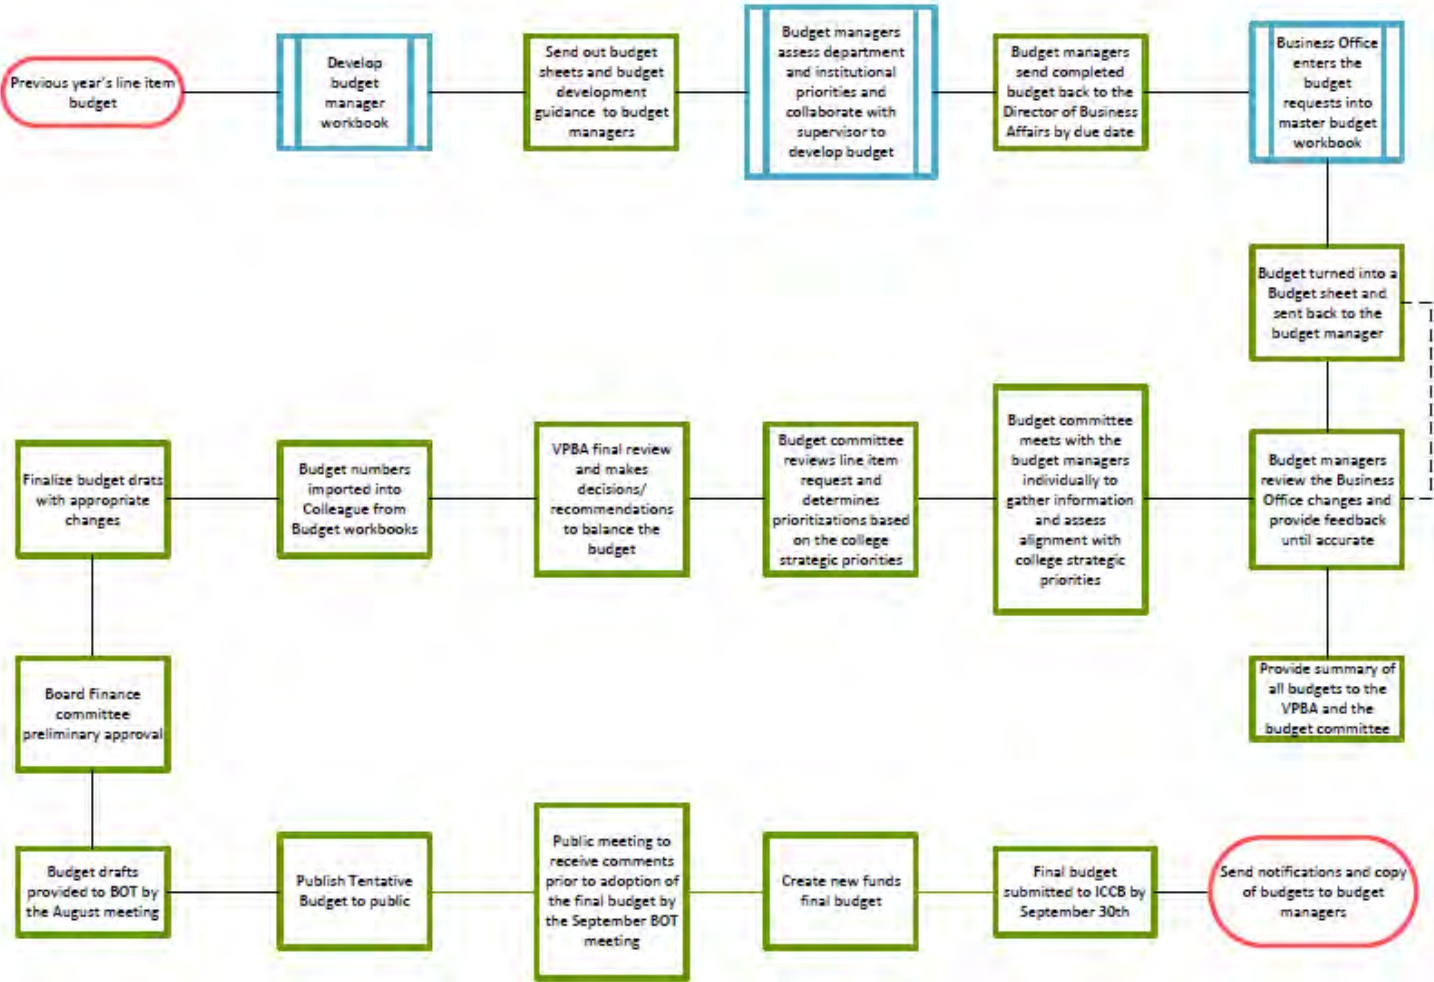 Previous year's line item
budget
Develop
budget
manager
workbook
Send out budget
sheets and budget
development
guidance to budget
managers
Budget managers
assess department
and institutional
priorities and
collaborate with
supervisor to
develop budget
Budget managers
send completed
budget back to the
Director of Business
Affairs by due date
Business Office
enters the
budget
requests into
master budget
workbook
Budget turned into a
Budget sheet and
sent back to the
budget manager
Budget managers
review the Business
Office changes and
provide feedback
until accurate
Provide summary of
all budgets to the
VPBA and the
budget committee
Budget committee
meets with the
budget managers
individually to
gather information
and assess
alignment with
college strategic
priorities
Budget committee
reviews line item
request and
determines
prioritizations based
on the college
strategic priorities
VPBA final review
and makes
decisions/
recommendations
to balance the
budget
Budget numbers
imported into
Colleague from
Budget workbooks
Finalize budget drats
with appropriate
changes
Board Finance
committee
preliminary approval
Budget drafts
provided to BOT by
the August meeting
Publish Tentative
Budget to public
Public meeting to
receive comments
prior to adoption of
the final budget by
the September BOT
meeting
Create new funds
final budget
Final budget
submitted to ICCB by
September 30th
Send notifications and copy
of budgets to budget
managers